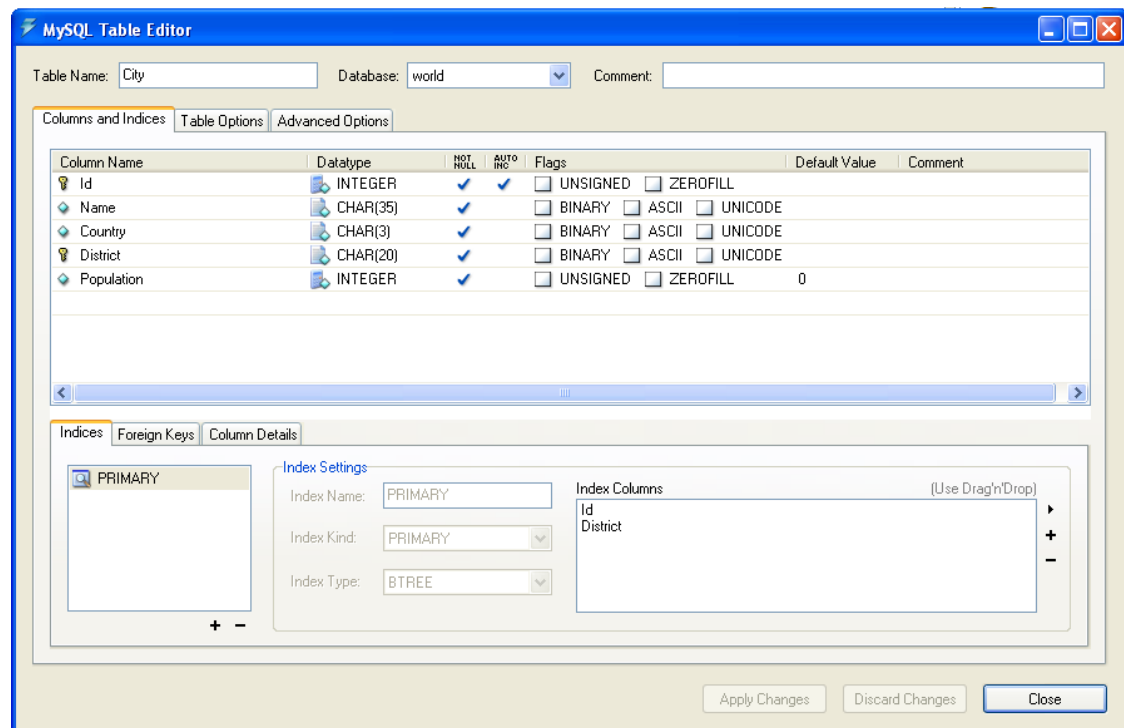 MySQL Table Editor
Table Name: City Database: world Comment:
Columns and Indices Table Options Advanced Options
Column Name Datatype NOT NULL AUTO INC Flags Default Value Comment
Id INTEGER UNSIGNED ZEROFILL
Name CHAR(35) BINARY ASCII UNICODE
Country CHAR(3) BINARY ASCII UNICODE
District CHAR(20) BINARY ASCII UNICODE
Population INTEGER UNSIGNED ZEROFILL 0
Indices Foreign Keys Column Details
PRIMARY
Index Settings
Index Name: PRIMARY
Index Kind: PRIMARY
Index Type: BTREE
Index Columns (Use Drag'n'Drop)
Id
District
Apply Changes Discard Changes Close